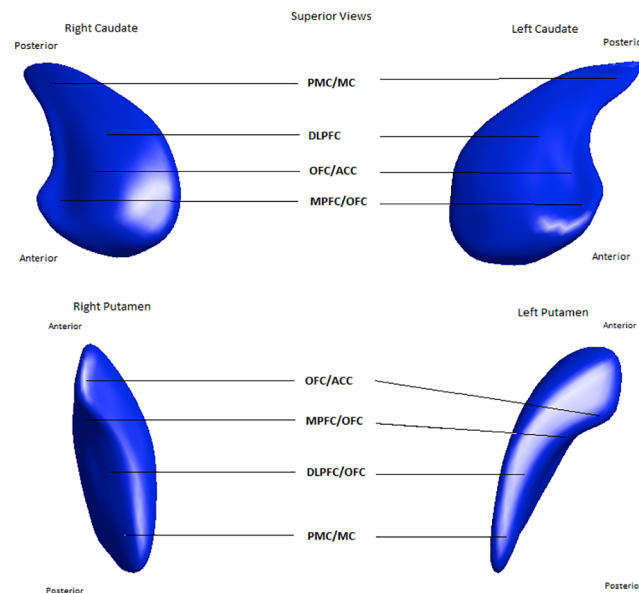 Superior Views
Right Caudate
Left Caudate
Posterior
Posterior
PMC/MC
DLPFC
OFC/ACC
MPFC/OFC
Anterior
Anterior
Right Putamen
Left Putamen
Anterior
Anterior
OFC/ACC
MPFC/OFC
DLPFC/OFC
PMC/MC
Posterior
Posterior